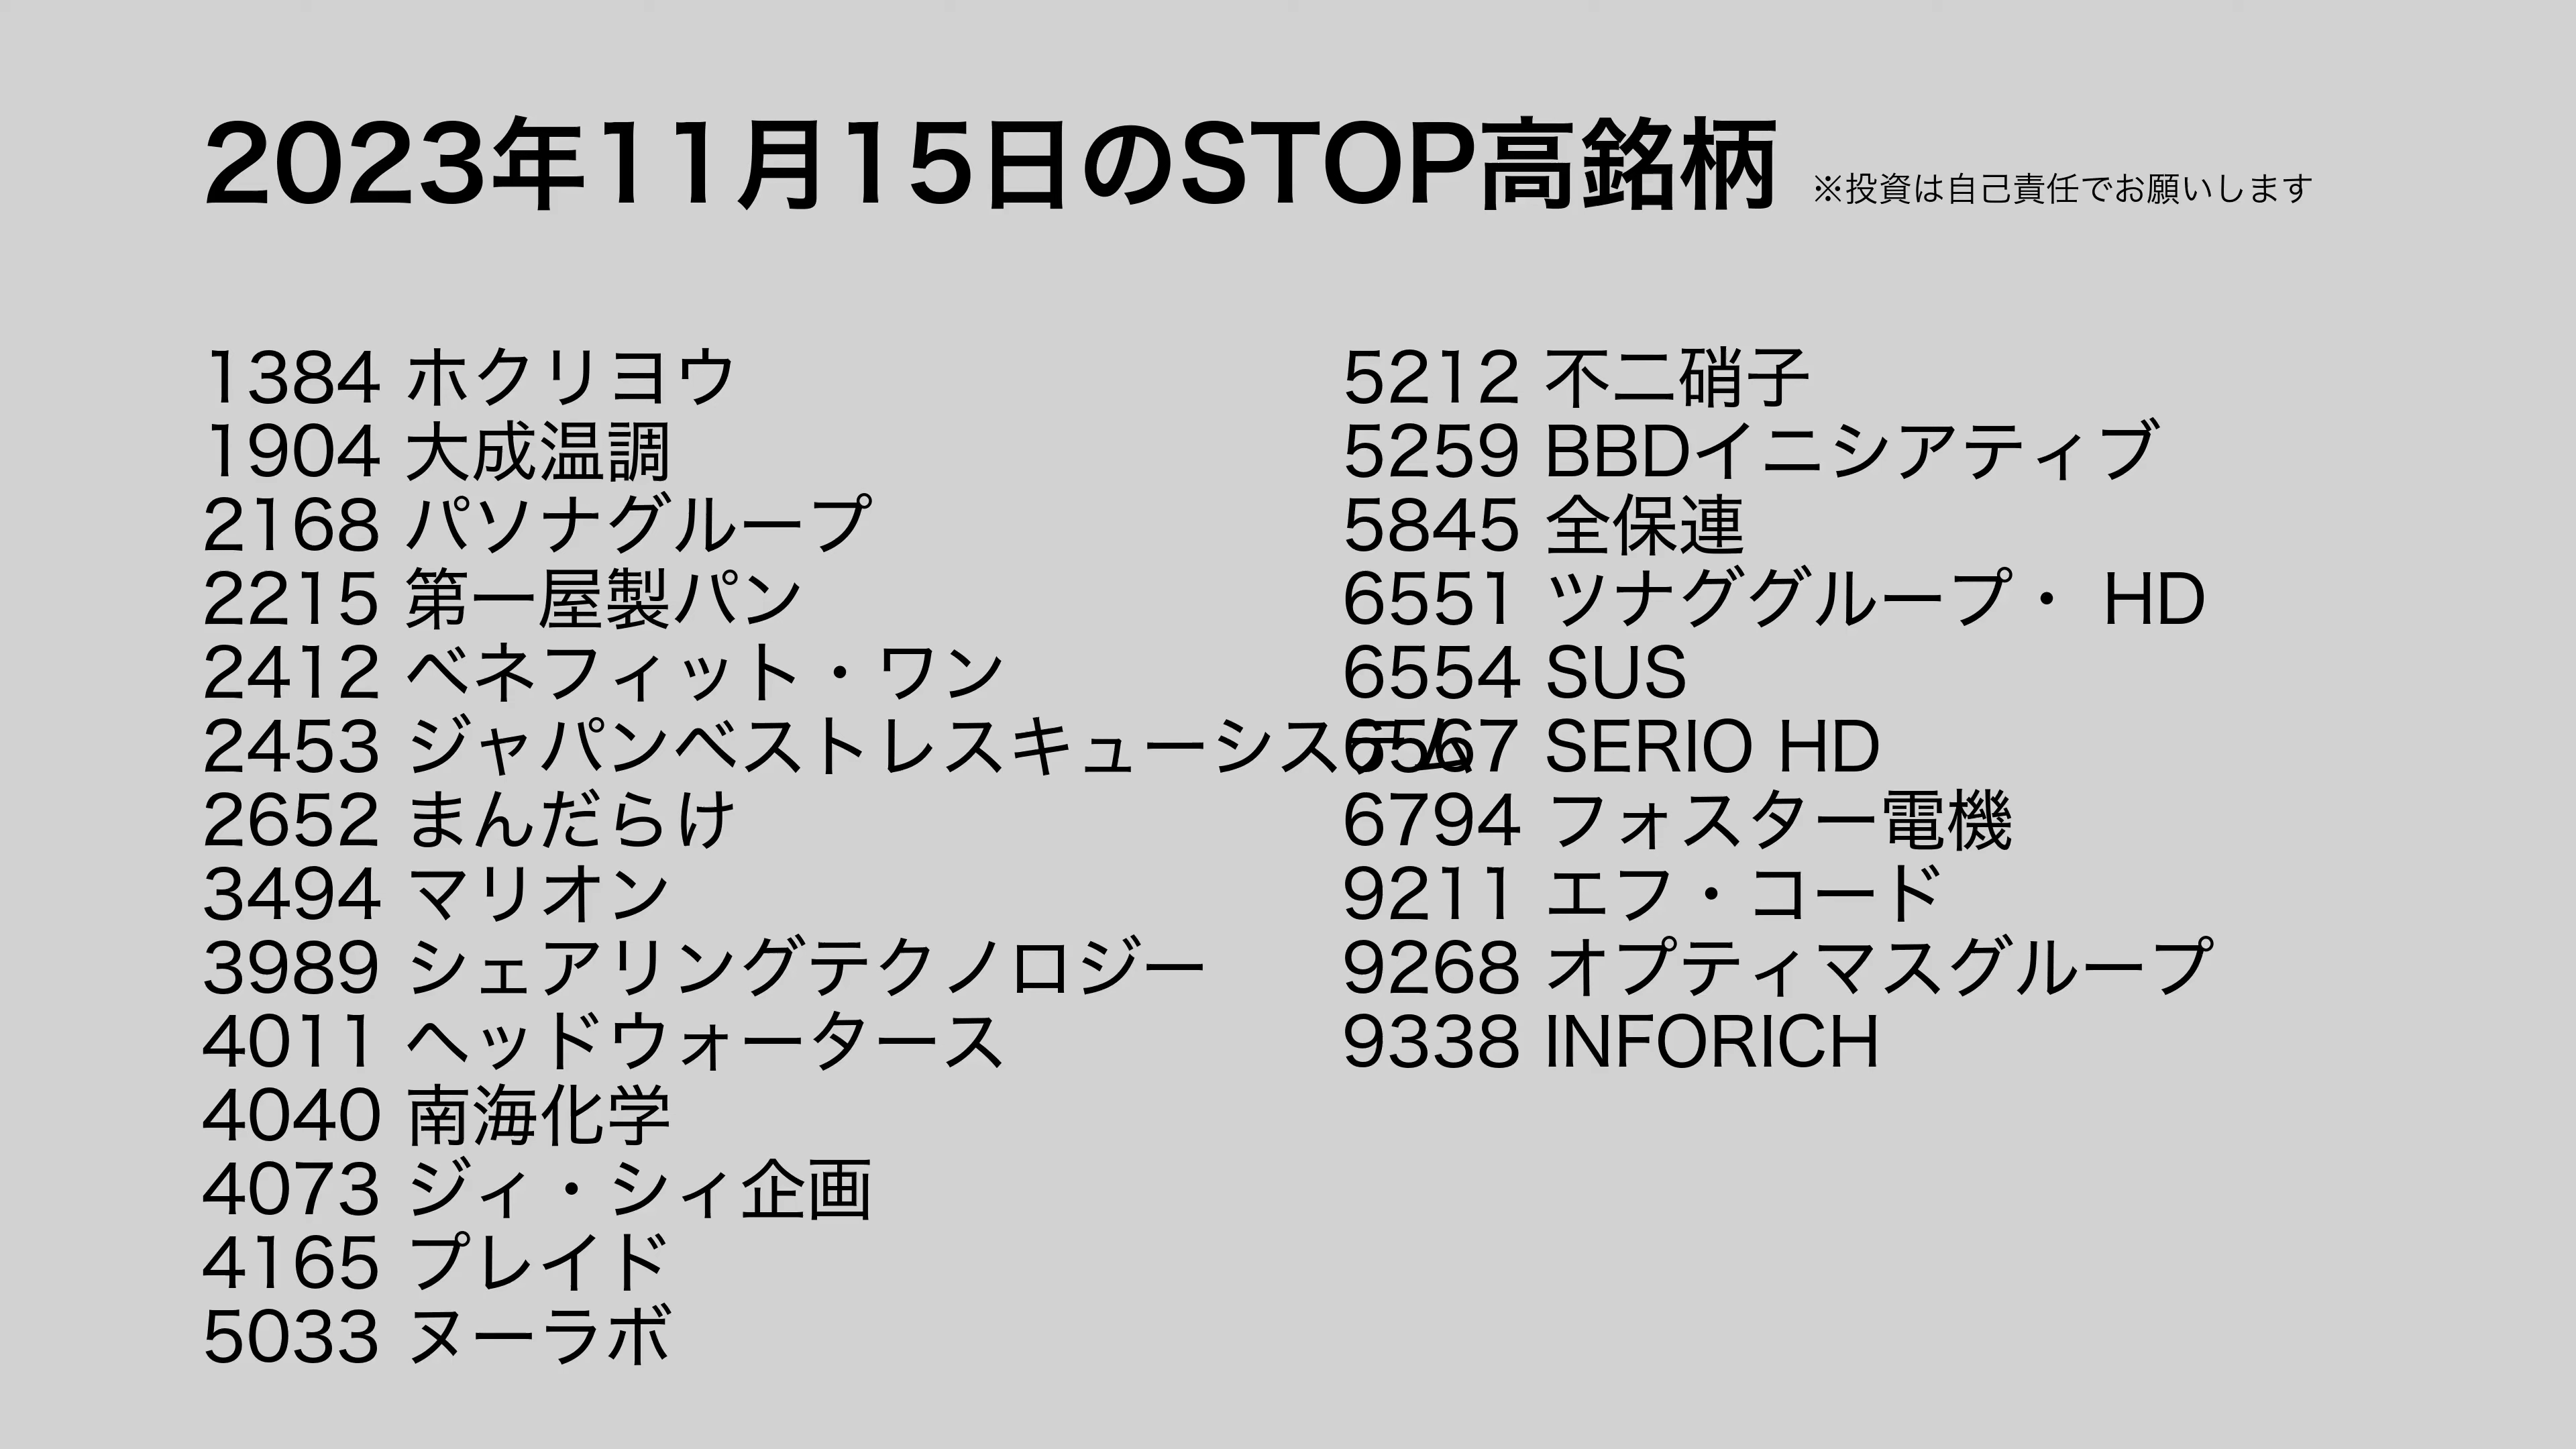 2023年11月15日のSTOP高銘柄 ※投資は自己責任でお願いします
1384 ホクリヨウ
1904 大成温調
2168 パソナグループ
2215 第一屋製パン
2412 ベネフィット・ワン
2453 ジャパンベストレスキューシステム
2652 まんだらけ
3494 マリオン
3989 シェアリングテクノロジー
4011 ヘッドウォータース
4040 南海化学
4073 ジィ・シィ企画
4165 プレイド
5033 ヌーラボ
5212 不二硝子
5259 BBDイニシアティブ
5845 全保連
6551 ツナググループ・ HD
6554 SUS
6567 SERIO HD
6794 フォスター電機
9211 エフ・コード
9268 オプティマスグループ
9338 INFORICH